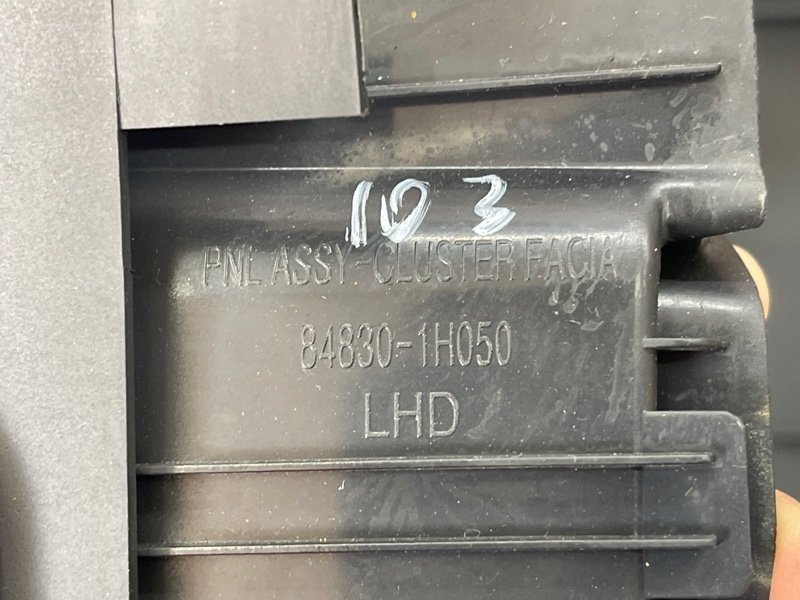 103
PNL ASSY-CLUSTER FACIA
84830-1H050
LHD